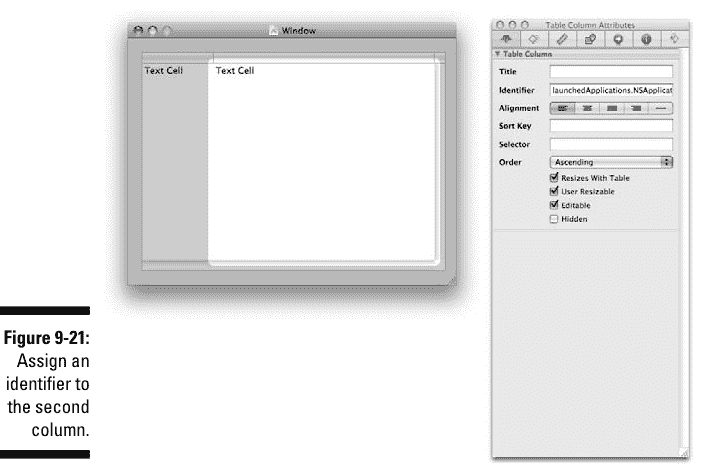 Window
Text Cell
Text Cell
Table Column Attributes
Table Column
Title
Identifier launchedApplications.NSApplicat
Alignment
Sort Key
Selector
Order Ascending
Resizes With Table
User Resizable
Editable
Hidden
Figure 9-21:
Assign an
identifier to
the second
column.